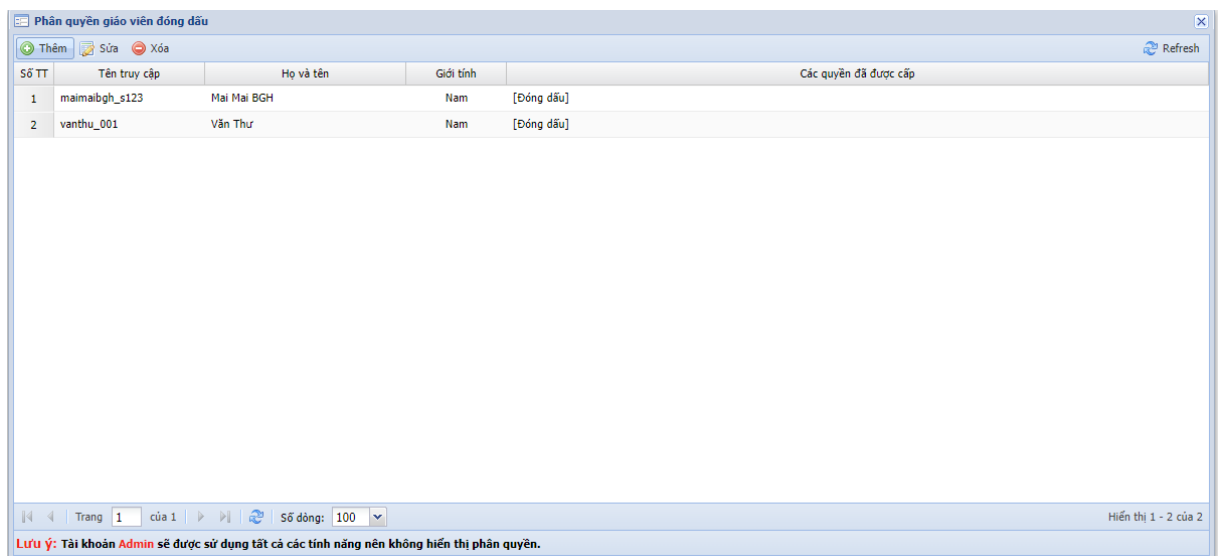 Phân quyền giáo viên đóng dấu
Thêm Sửa Xóa Refresh
Số TT Tên truy cập Họ và tên Giới tính Các quyền đã được cấp
1 maimaibgh_s123 Mai Mai BGH Nam [Đóng dấu]
2 vanthu_001 Văn Thư Nam [Đóng dấu]
Trang 1 của 1 Số dòng: 100 Hiển thị 1 - 2 của 2
Lưu ý: Tài khoản Admin sẽ được sử dụng tất cả các tính năng nên không hiển thị phân quyền.